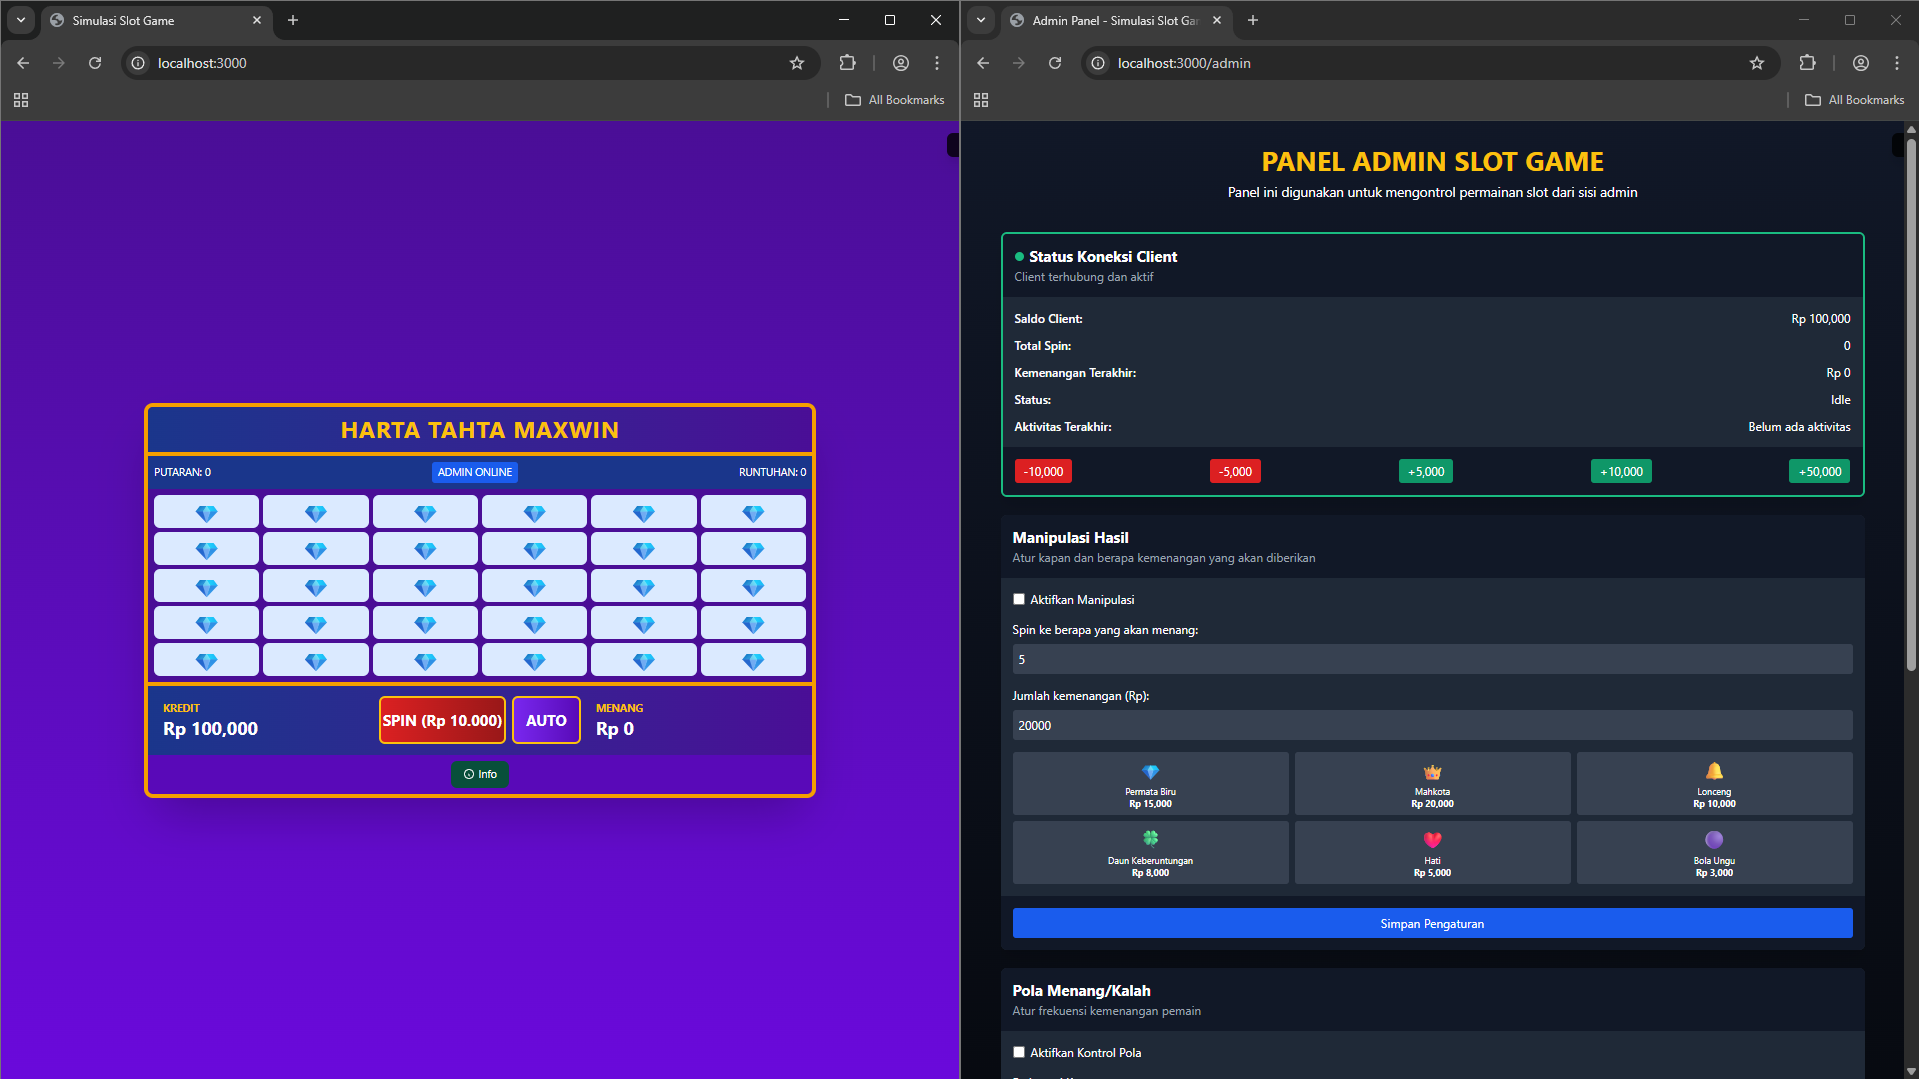 Simulasi Slot Game
localhost:3000
All Bookmarks
HARTA TAHTA MAXWIN
PUTARAN: 0
ADMIN ONLINE
RUNTUHAN: 0
KREDIT
Rp 100,000
SPIN (Rp 10.000)
AUTO
MENANG
Rp 0
Info
Admin Panel - Simulasi Slot Gar
localhost:3000/admin
All Bookmarks
PANEL ADMIN SLOT GAME
Panel ini digunakan untuk mengontrol permainan slot dari sisi admin
Status Koneksi Client
Client terhubung dan aktif
Saldo Client: Rp 100,000
Total Spin: 0
Kemenangan Terakhir: Rp 0
Status: Idle
Aktivitas Terakhir: Belum ada aktivitas
-10,000
-5,000
+5,000
+10,000
+50,000
Manipulasi Hasil
Atur kapan dan berapa kemenangan yang akan diberikan
Aktifkan Manipulasi
Spin ke berapa yang akan menang:
5
Jumlah kemenangan (Rp):
20000
Permata Biru
Rp 15,000
Mahkota
Rp 20,000
Lonceng
Rp 10,000
Daun Keberuntungan
Rp 8,000
Hati
Rp 5,000
Bola Ungu
Rp 3,000
Simpan Pengaturan
Pola Menang/Kalah
Atur frekuensi kemenangan pemain
Aktifkan Kontrol Pola